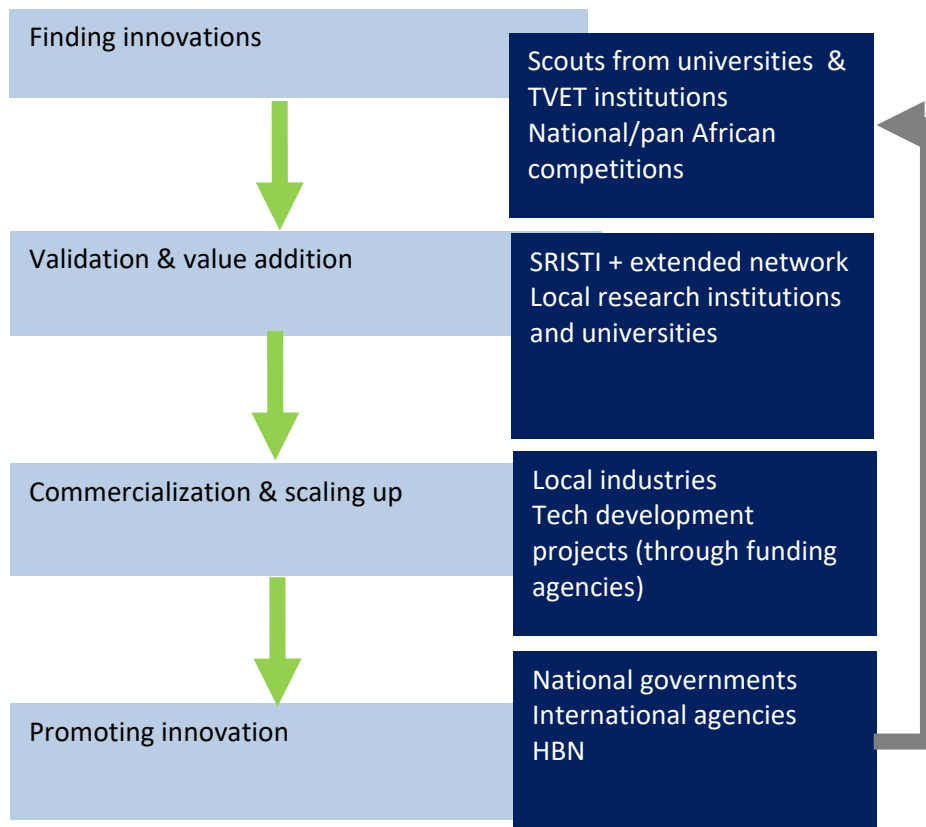 Finding innovations
Scouts from universities & 
TVET institutions
National/pan African
competitions
Validation & value addition
SRISTI + extended network
Local research institutions
and universities
Commercialization & scaling up
Local industries
Tech development
projects (through funding
agencies)
Promoting innovation
National governments
International agencies
HBN